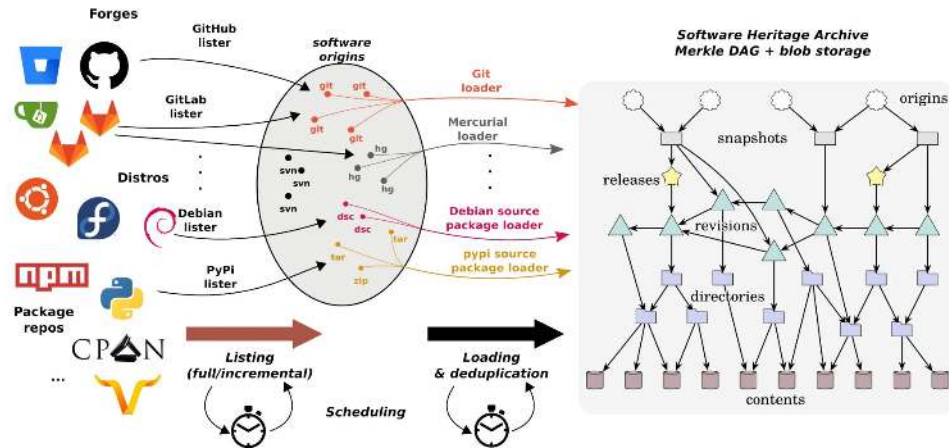 Forges
GitHub
lister
software
origins
Software Heritage Archive
Merkle DAG + blob storage
git
git
git
git
Git
loader
origins
GitLab
lister
Mercurial
loader
snapshots
hg
hg
hg
svn
svn
svn
Distros
releases
Debian
lister
dsc
dsc
Debian source
package loader
revisions
tar
tar
zip
pypi source
package loader
npm
PyPi
lister
directories
Package
repos
CPAN
...
Listing
(full/incremental)
Loading
& deduplication
Scheduling
contents